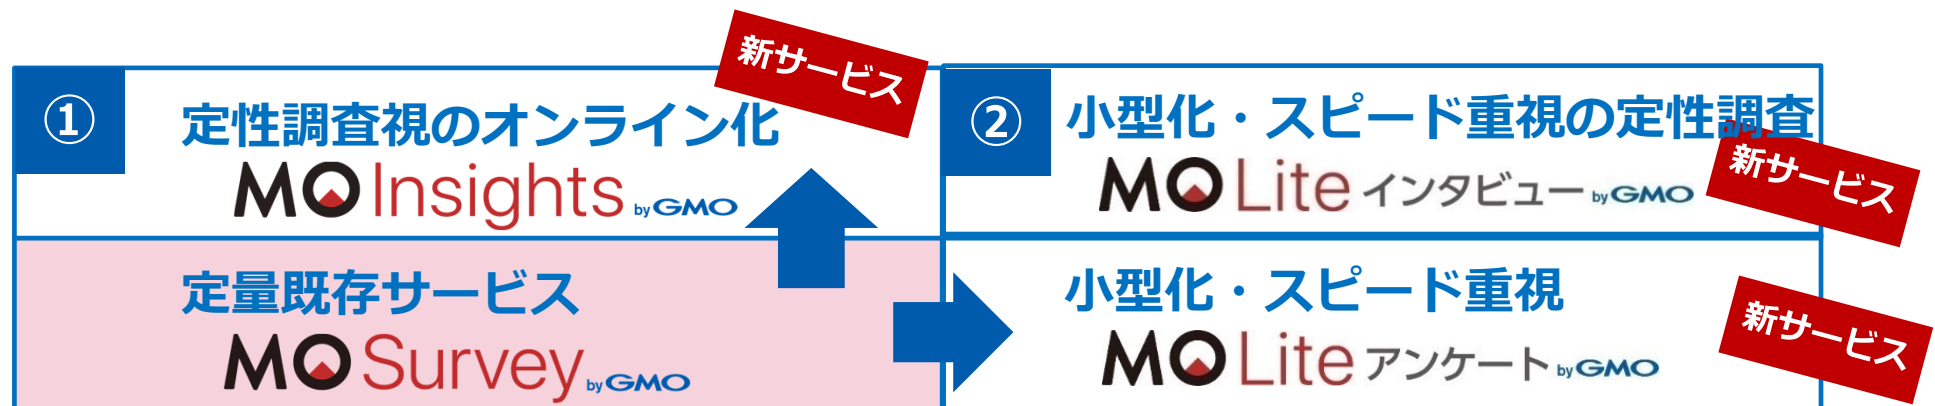 新サービス
①
定性調査視のオンライン化
MO Insights by GMO
②
小型化・スピード重視の定性調査
新サービス
MO Lite インタビュー by GMO
定量既存サービス
MO Survey by GMO
小型化・スピード重視
新サービス
MO Lite アンケート by GMO